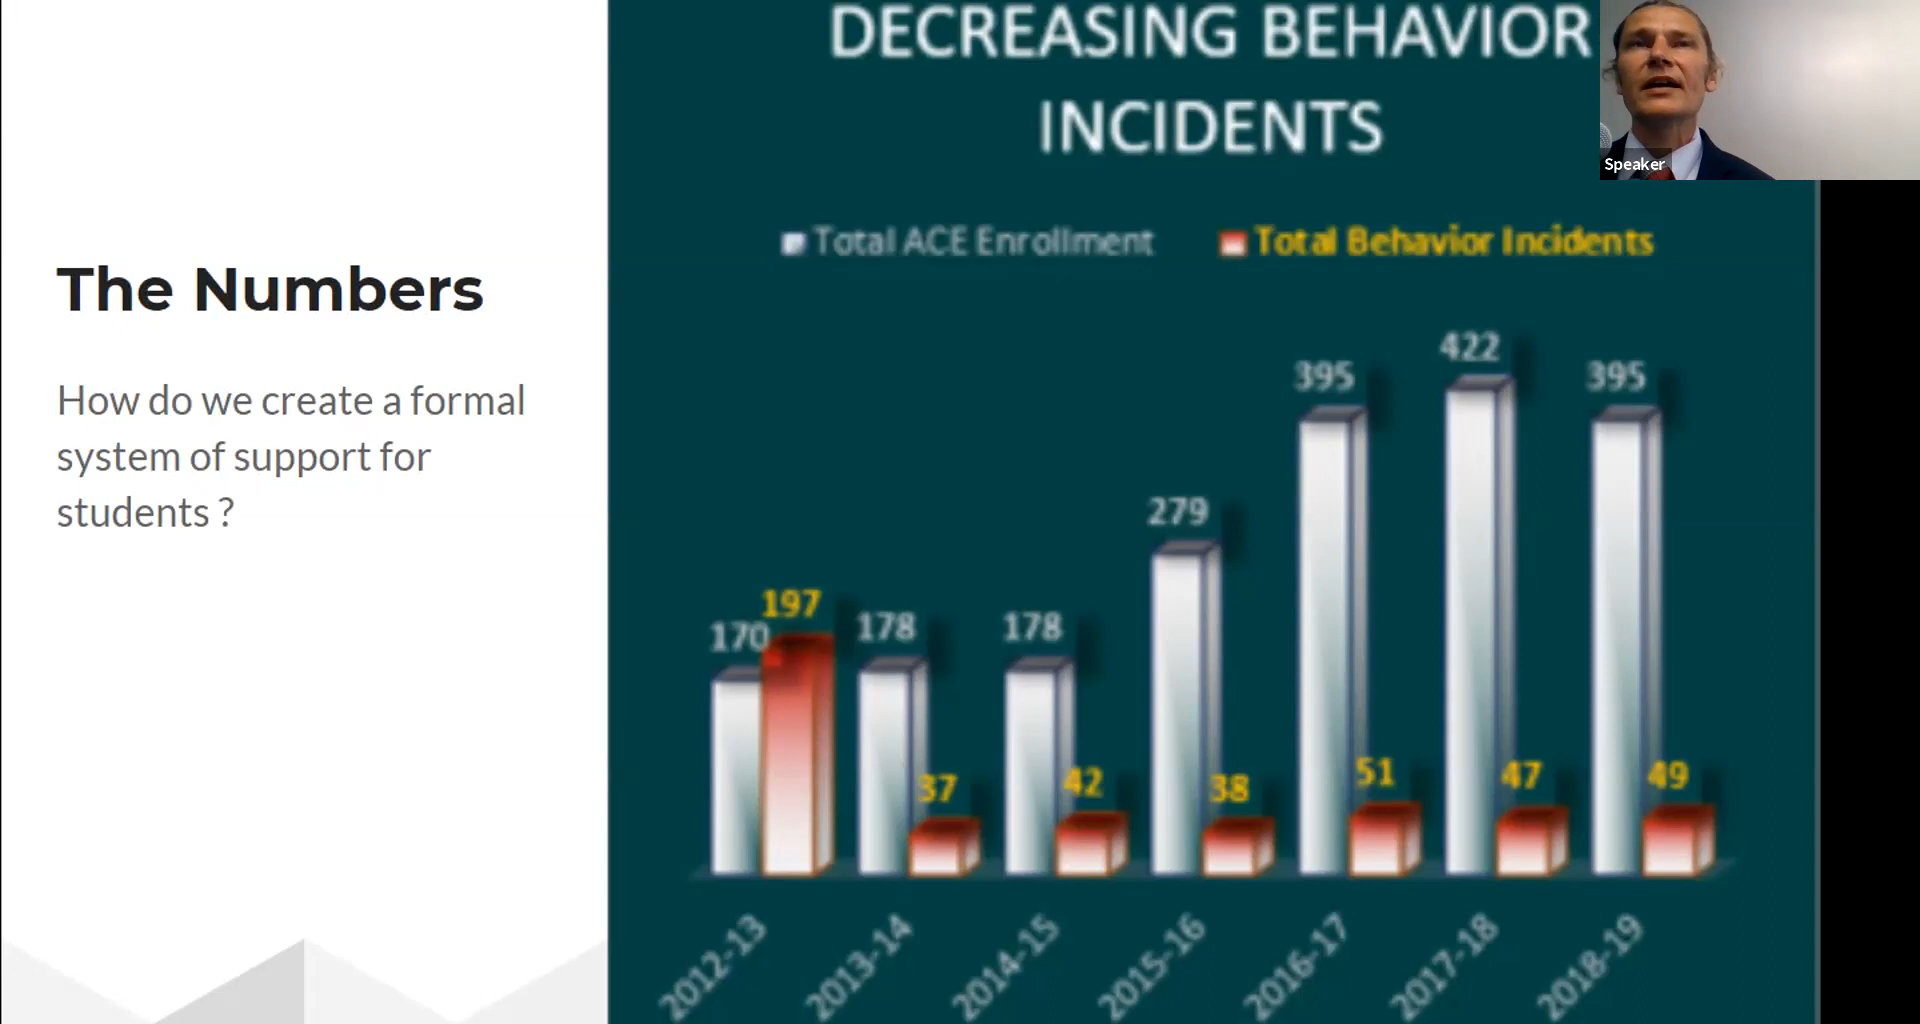 DECREASING BEHAVIOR
INCIDENTS
Speaker
The Numbers
How do we create a formal
system of support for
students ?
Total ACE Enrollment
Total Behavior Incidents
170
197
178
37
178
42
279
38
395
51
422
47
395
49
2012-13
2013-14
2014-15
2015-16
2016-17
2017-18
2018-19